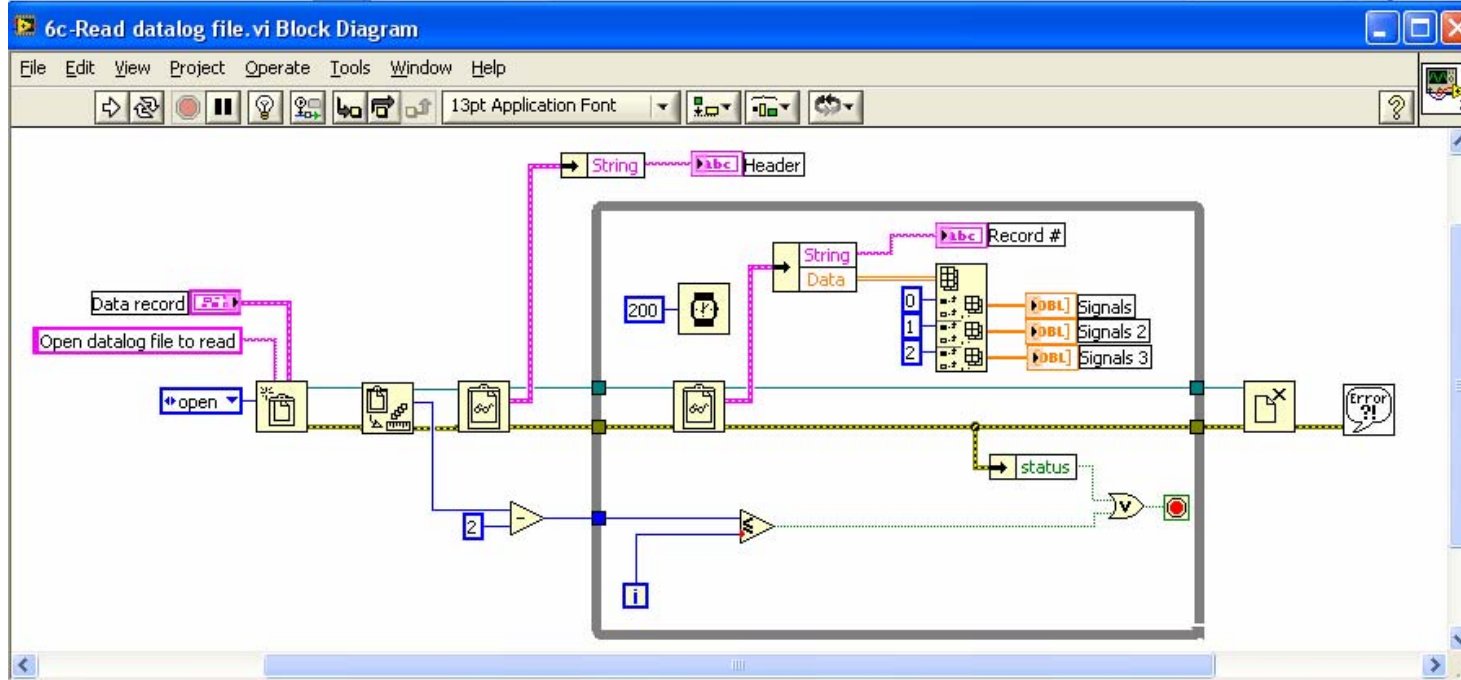 6c-Read datalog file.vi Block Diagram
File Edit View Project Operate Tools Window Help
13pt Application Font
String abc Header
abc Record #
String
Data
Data record
200
0 DBL] Signals
1 DBL] Signals 2
2 DBL] Signals 3
Open datalog file to read
open
Error
?!
status
2
i